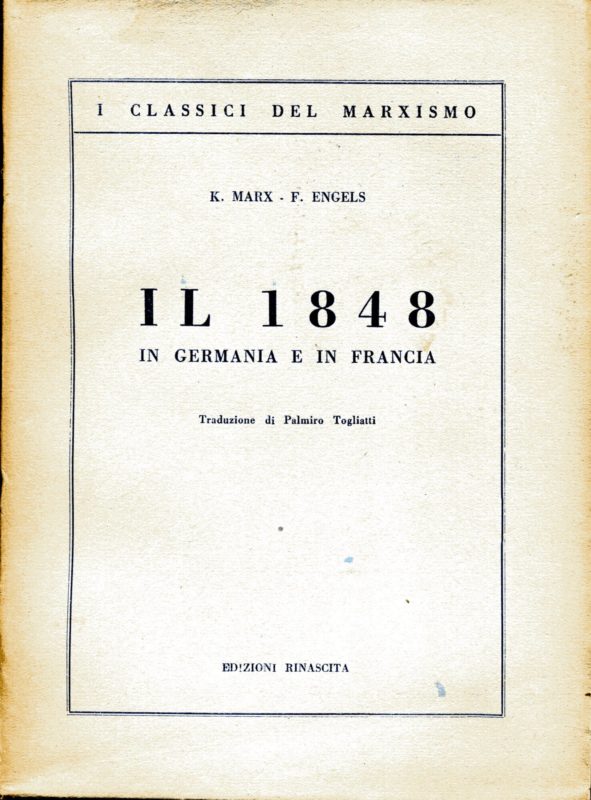 I CLASSICI DEL MARXISMO
K. MARX - F. ENGELS
IL 1848
IN GERMANIA E IN FRANCIA
Traduzione di Palmiro Togliatti
EDIZIONI RINASCITA